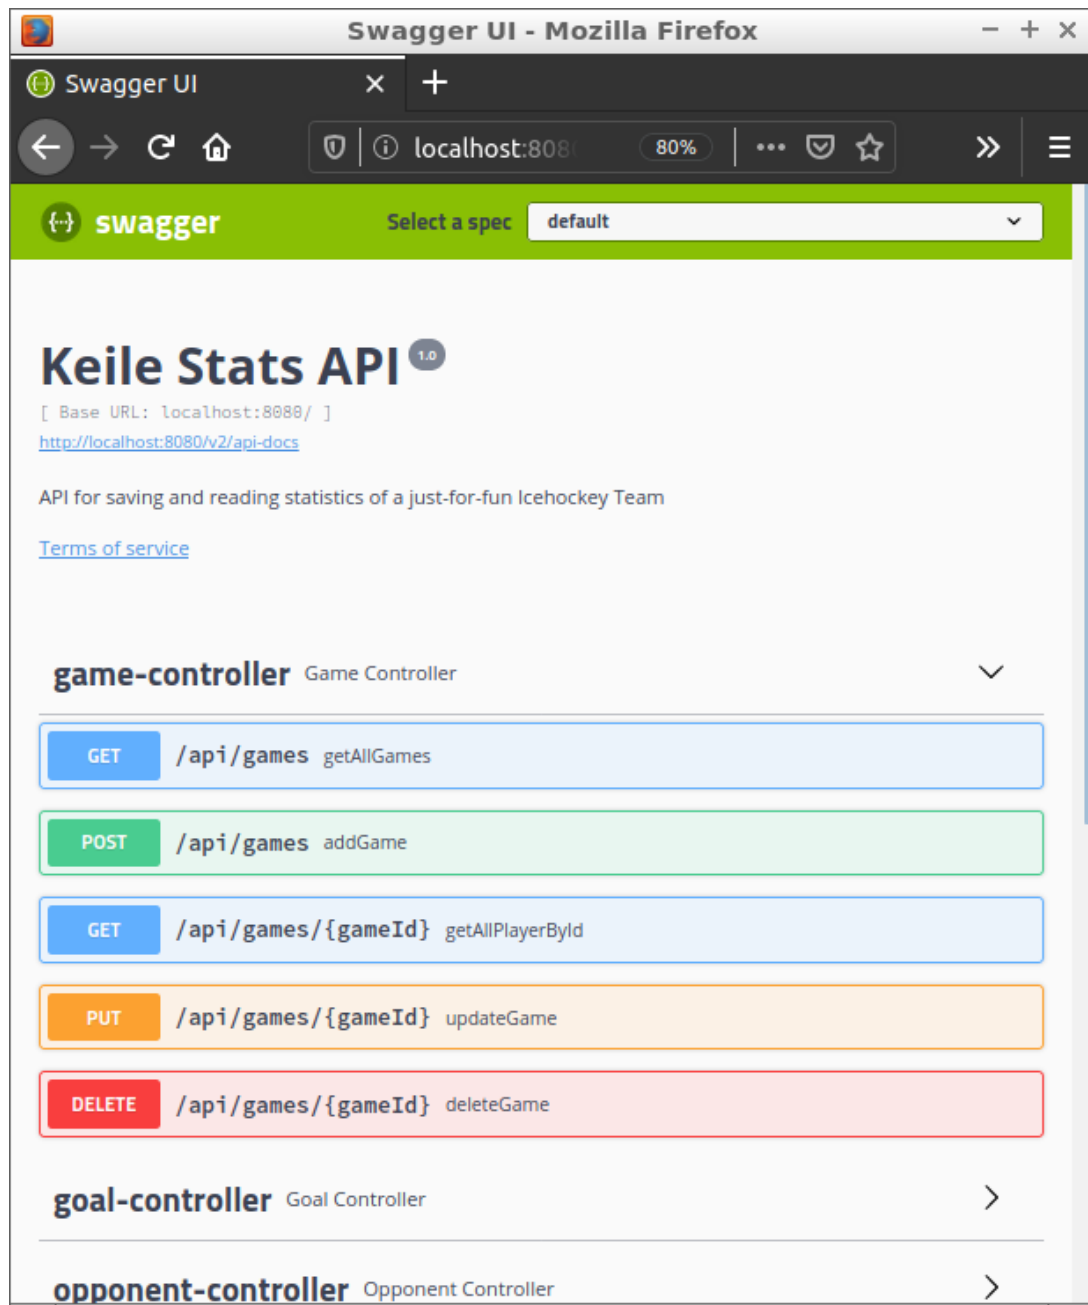 Swagger UI - Mozilla Firefox
Swagger UI
localhost:808 80%
swagger Select a spec default
Keile Stats API 1.0
[ Base URL: localhost:8080/ ]
http://localhost:8080/v2/api-docs
API for saving and reading statistics of a just-for-fun Icehockey Team
Terms of service
game-controller Game Controller
GET /api/games getAllGames
POST /api/games addGame
GET /api/games/{gameId} getAllPlayerById
PUT /api/games/{gameId} updateGame
DELETE /api/games/{gameId} deleteGame
goal-controller Goal Controller
opponent-controller Opponent Controller